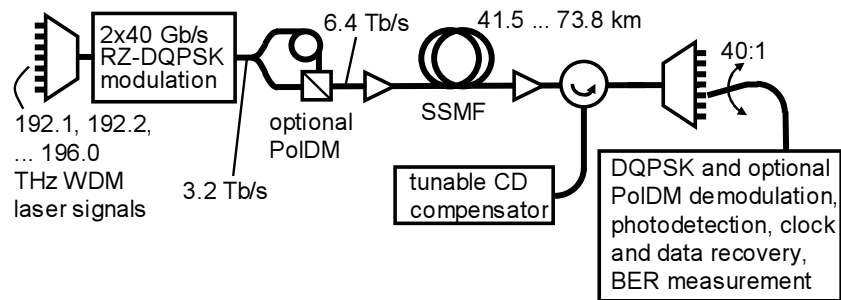 2x40 Gb/s
RZ-DQPSK
modulation
6.4 Tb/s
41.5 ... 73.8 km
40:1
SSMF
optional
PolDM
192.1, 192.2,
... 196.0
THz WDM
laser signals
3.2 Tb/s
tunable CD
compensator
DQPSK and optional
PolDM demodulation,
photodetection, clock
and data recovery,
BER measurement